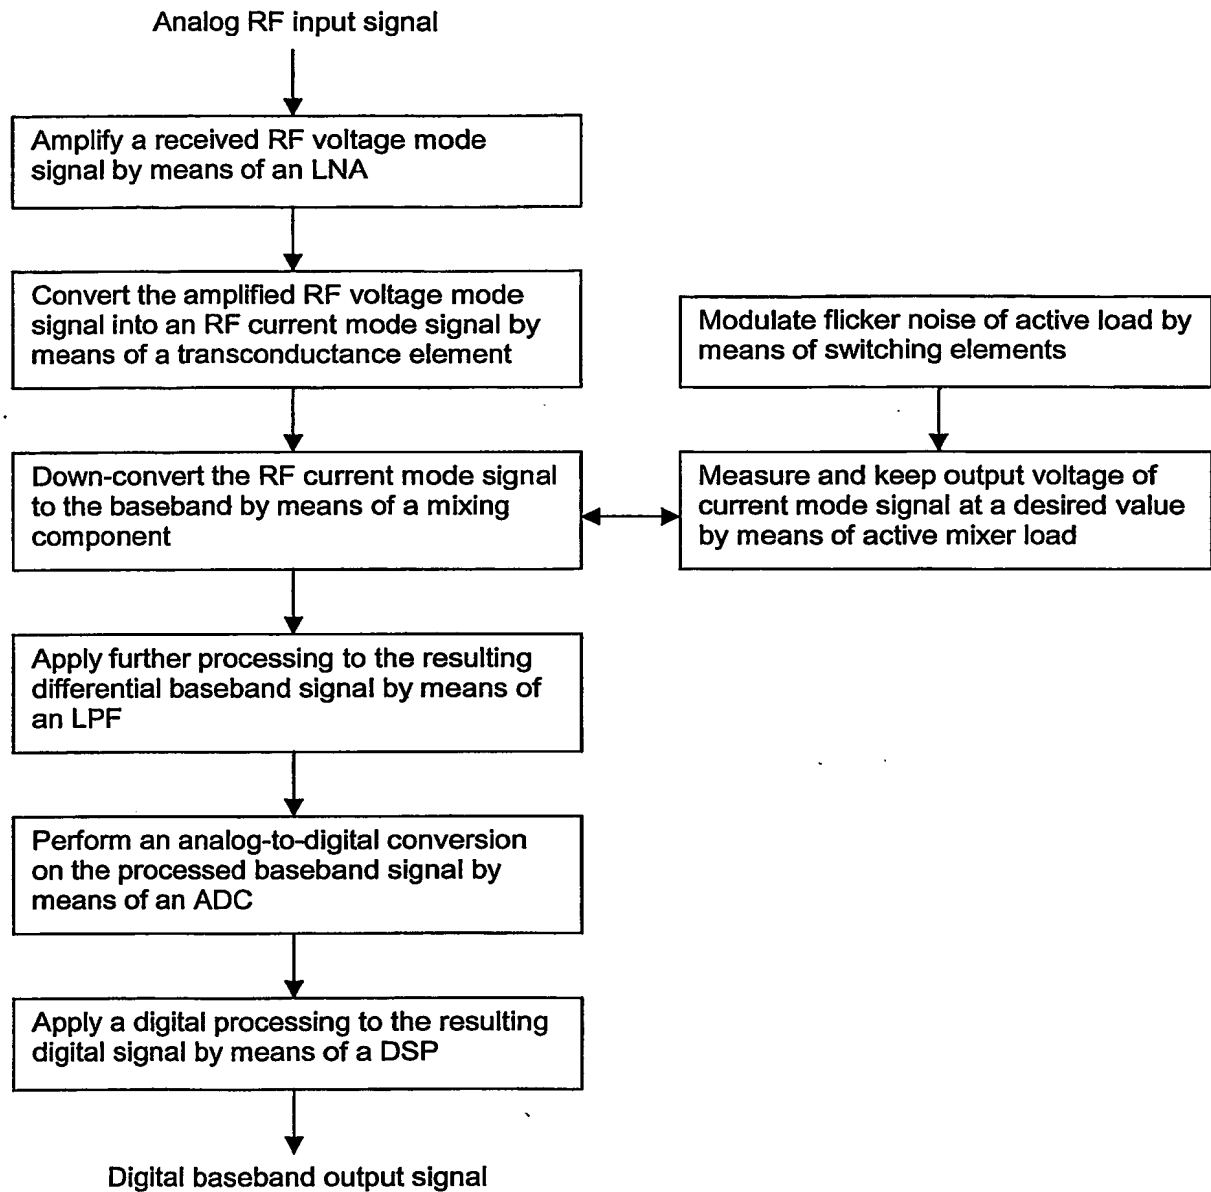 Analog RF input signal
Amplify a received RF voltage mode
signal by means of an LNA
Convert the amplified RF voltage mode
signal into an RF current mode signal by
means of a transconductance element
Modulate flicker noise of active load by
means of switching elements
Down-convert the RF current mode signal
to the baseband by means of a mixing
component
Measure and keep output voltage of
current mode signal at a desired value
by means of active mixer load
Apply further processing to the resulting
differential baseband signal by means of
an LPF
Perform an analog-to-digital conversion
on the processed baseband signal by
means of an ADC
Apply a digital processing to the resulting
digital signal by means of a DSP
Digital baseband output signal